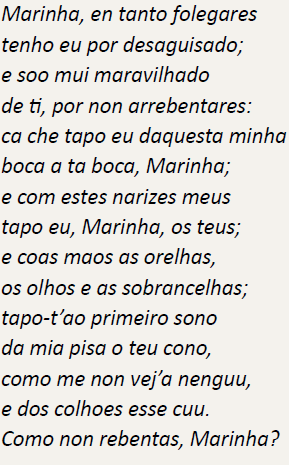 Marinha, en tanto folegares
tenho eu por desaguisado;
e soo mui maravilhado
de ti, por non arrebentares:
ca che tapo eu daquesta minha
boca a ta boca, Marinha;
e com estes narizes meus
tapo eu, Marinha, os teus;
e coas maos as orelhas,
os olhos e as sobrancelhas;
tapo-t’ao primeiro sono
da mia pisa o teu cono,
como me non vej’a nenguu,
e dos colhoes esse cuu.
Como non rebentas, Marinha?